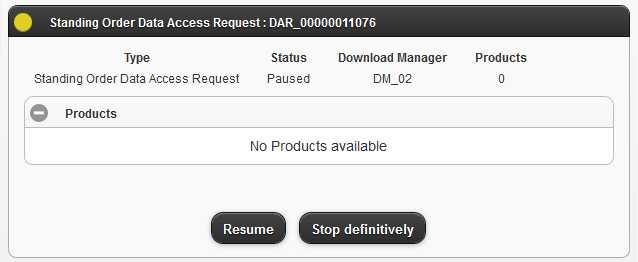 Standing Order Data Access Request : DAR_00000011076
Type Status Download Manager Products
Standing Order Data Access Request Paused DM_02 0
Products
No Products available
Resume Stop definitively